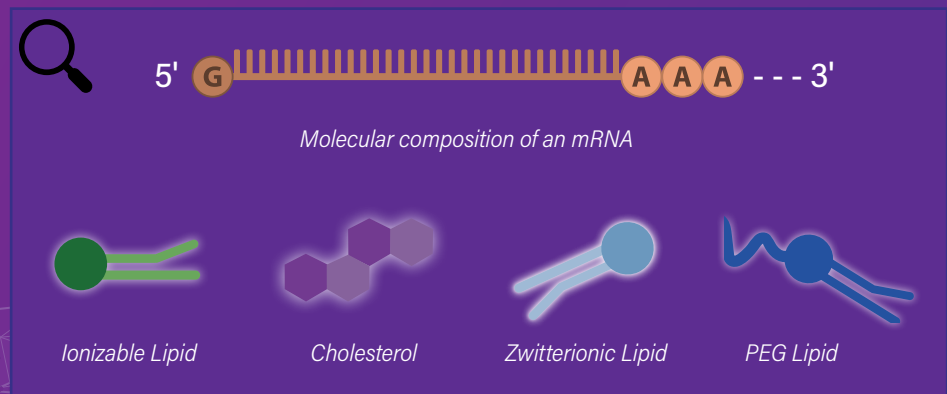 5' G A A A - - - 3'
Molecular composition of an mRNA
Ionizable Lipid Cholesterol Zwitterionic Lipid PEG Lipid